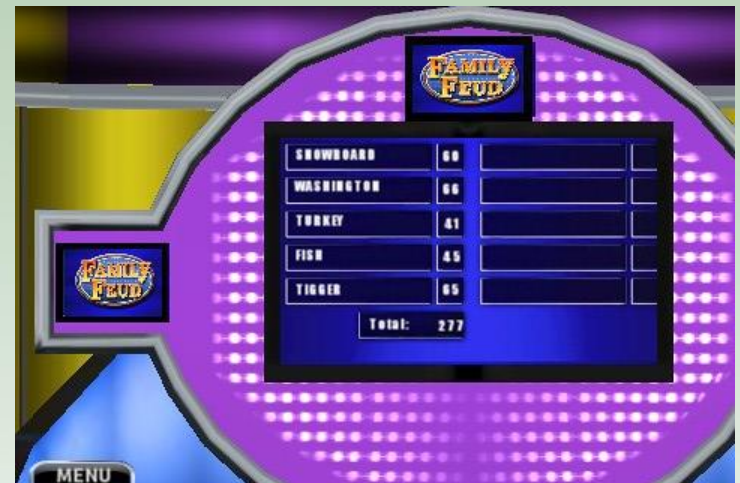 FAMILY
FEUD
SNOWBOARD 60
WASHINGTON 66
TURKEY 41
FISH 45
TIGGER 65
Total: 277
FAMILY
FEUD
MENU